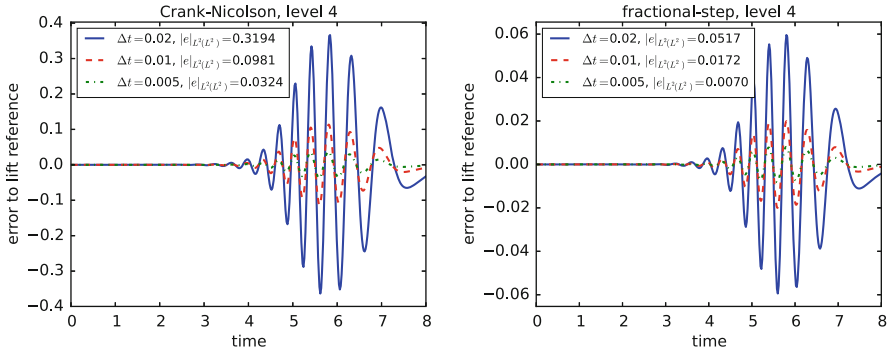 Crank-Nicolson, level 4
Δt=0.02, |e|_{L²(L²)}=0.3194
Δt=0.01, |e|_{L²(L²)}=0.0981
Δt=0.005, |e|_{L²(L²)}=0.0324
error to lift reference
0.4
0.3
0.2
0.1
0.0
−0.1
−0.2
−0.3
−0.4
0 1 2 3 4 5 6 7 8
time
fractional-step, level 4
Δt=0.02, |e|_{L²(L²)}=0.0517
Δt=0.01, |e|_{L²(L²)}=0.0172
Δt=0.005, |e|_{L²(L²)}=0.0070
error to lift reference
0.06
0.04
0.02
0.00
−0.02
−0.04
−0.06
0 1 2 3 4 5 6 7 8
time